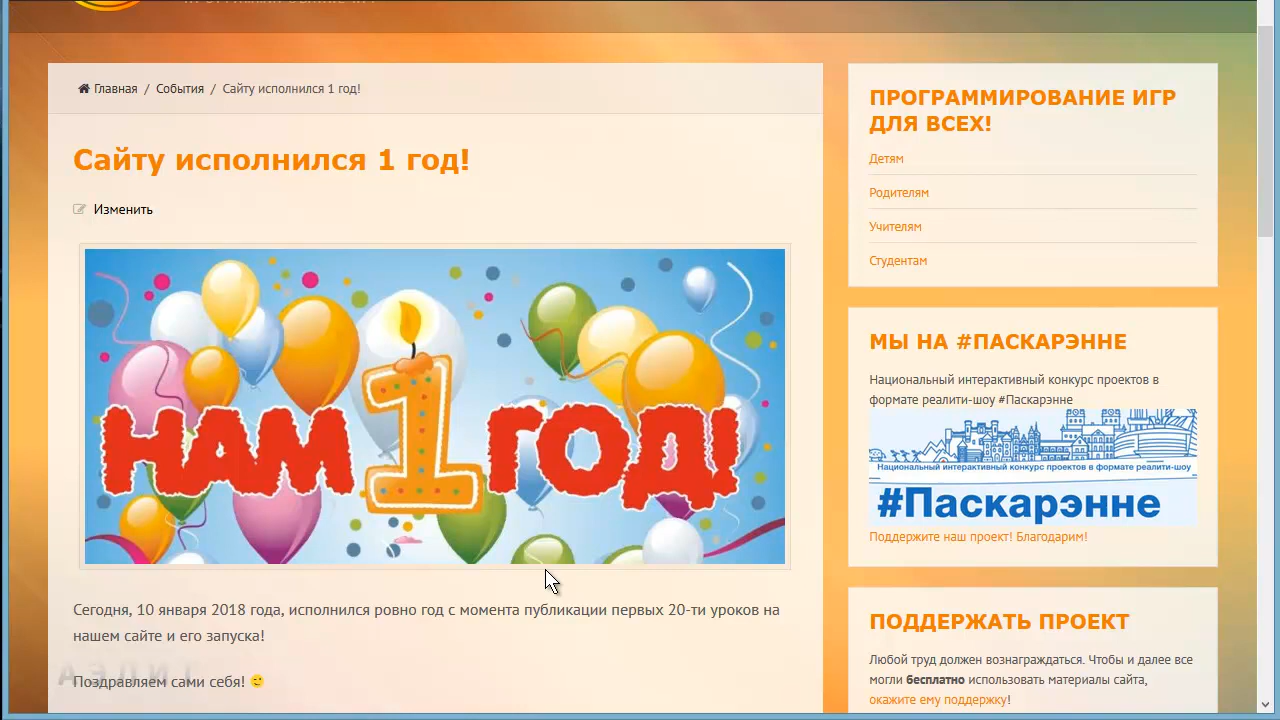 Главная / События / Сайту исполнился 1 год!
Сайту исполнился 1 год!
Изменить
НАМ 1 ГОД!
Сегодня, 10 января 2018 года, исполнился ровно год с момента публикации первых 20-ти уроков на
нашем сайте и его запуска!
Поздравляем сами себя!
АЭЛИТ
ПРОГРАММИРОВАНИЕ ИГР
ДЛЯ ВСЕХ!
Детям
Родителям
Учителям
Студентам
МЫ НА #ПАСКАРЭННЕ
Национальный интерактивный конкурс проектов в
формате реалити-шоу #Паскарэнне
Национальный интерактивный конкурс проектов в формате реалити-шоу
#Паскарэнне
Поддержите наш проект! Благодарим!
ПОДДЕРЖАТЬ ПРОЕКТ
Любой труд должен вознаграждаться. Чтобы и далее все
могли бесплатно использовать материалы сайта,
окажите ему поддержку!